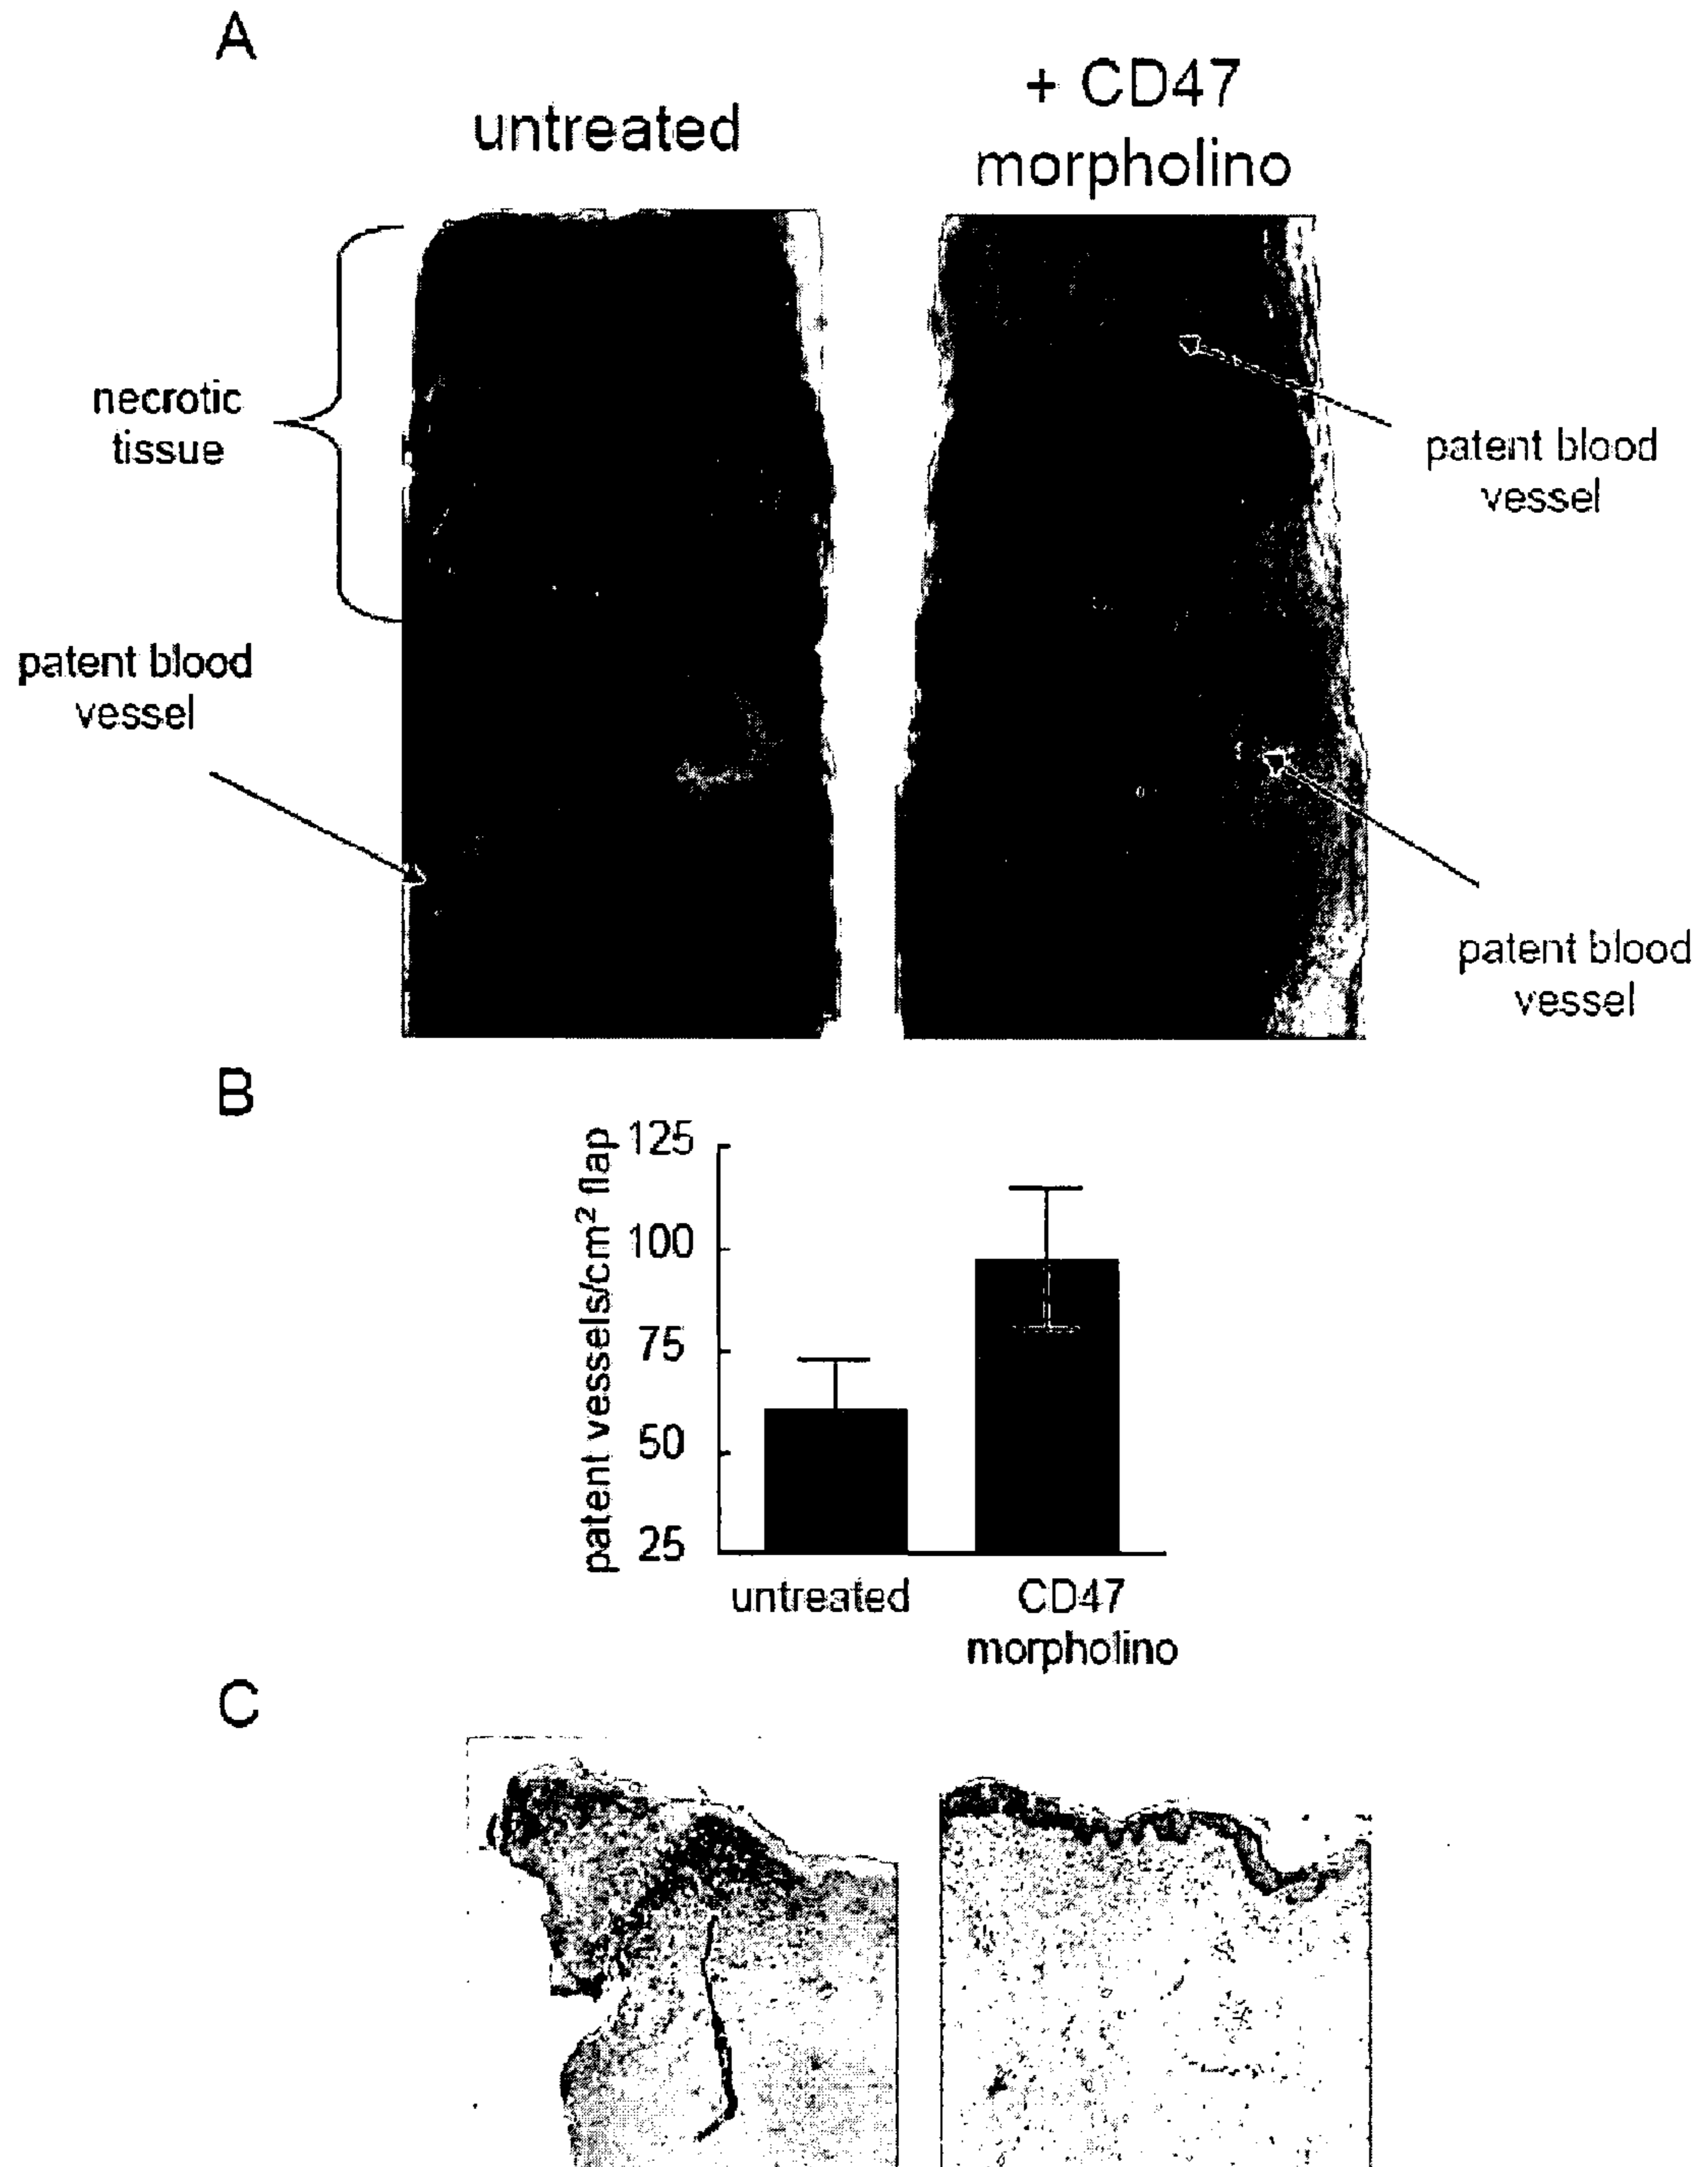 A
untreated
+ CD47
morpholino
necrotic
tissue
patent blood
vessel
patent blood
vessel
patent blood
vessel
B
patent vessels/cm² flap
125
100
75
50
25
untreated
CD47
morpholino
C